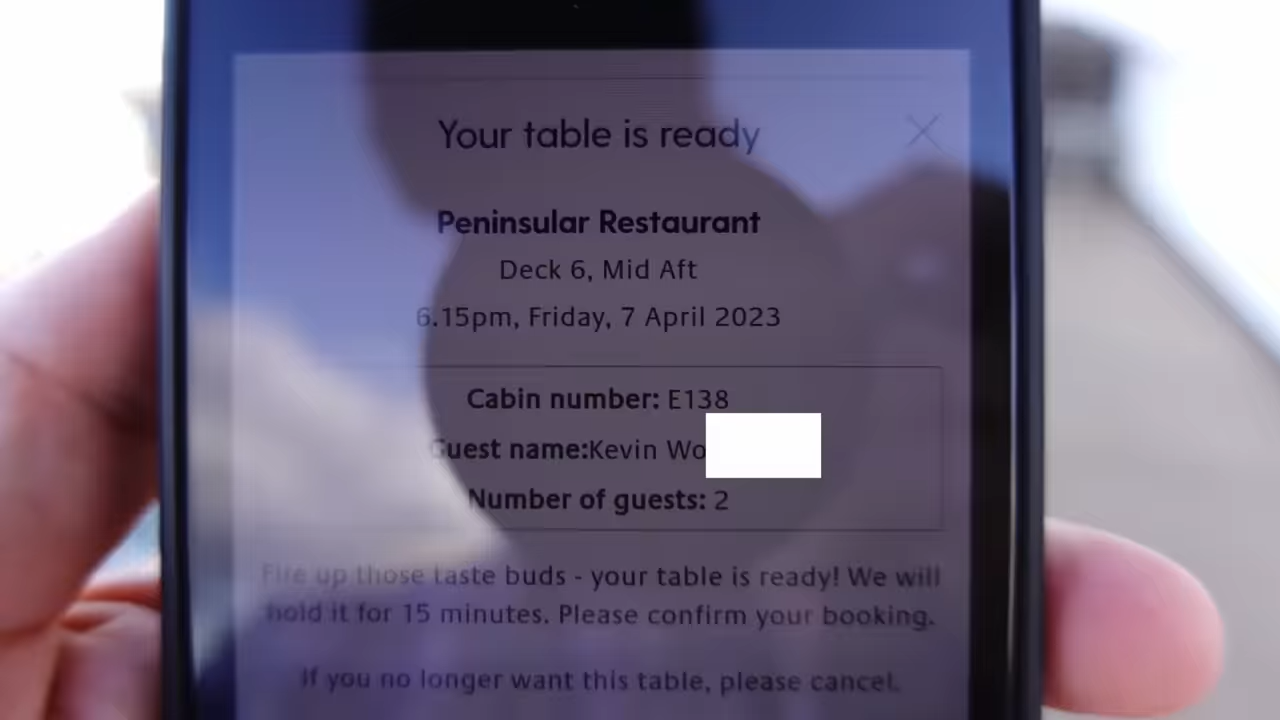 Your table is ready
Peninsular Restaurant
Deck 6, Mid Aft
6.15pm, Friday, 7 April 2023
Cabin number: E138
Guest name:Kevin Wo
Number of guests: 2
Fire up those taste buds - your table is ready! We will
hold it for 15 minutes. Please confirm your booking.
If you no longer want this table, please cancel.